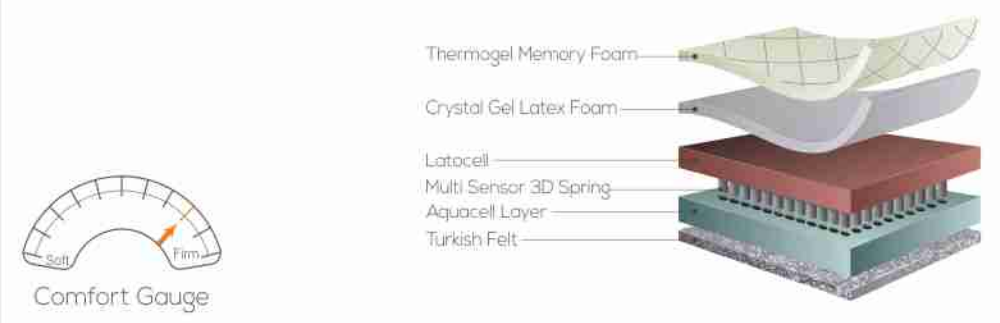 Thermogel Memory Foam
Crystal Gel Latex Foam
Latocell
Multi Sensor 3D Spring
Aquacell Layer
Turkish Felt
Soft
Firm
Comfort Gauge